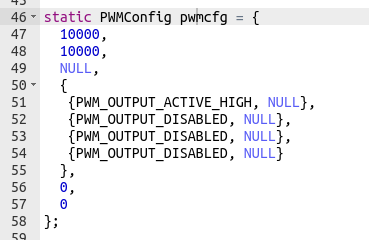 46 static PWMConfig pwmcfg = {
47 10000,
48 10000,
49 NULL,
50 {
51 {PWM_OUTPUT_ACTIVE_HIGH, NULL},
52 {PWM_OUTPUT_DISABLED, NULL},
53 {PWM_OUTPUT_DISABLED, NULL},
54 {PWM_OUTPUT_DISABLED, NULL}
55 },
56 0,
57 0
58 };
59